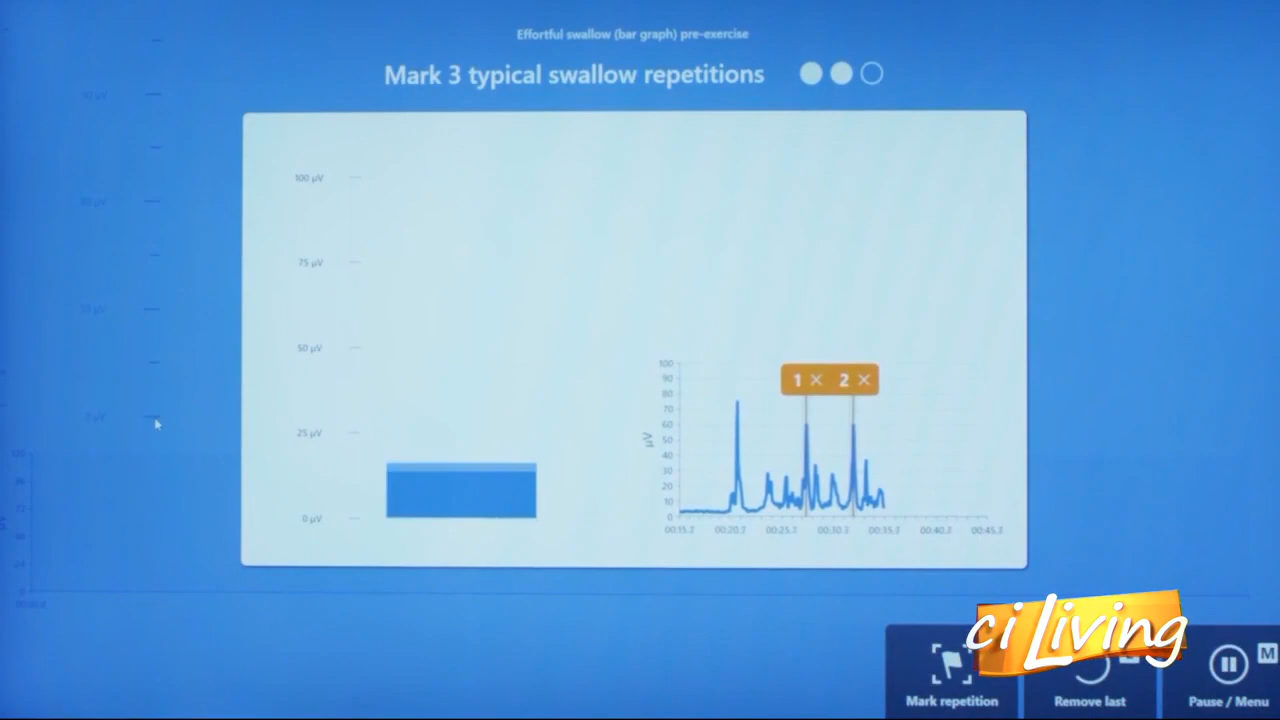 Effortful swallow (bar graph) pre-exercise
Mark 3 typical swallow repetitions
100 µV
75 µV
50 µV
25 µV
0 µV
1 × 2 ×
100
90
80
70
60
50
40
30
20
10
0
µV
00:15.7 00:20.7 00:25.7 00:30.7 00:35.7 00:40.7 00:45.7
ci Living
M
Mark repetition
Remove last
Pause / Menu